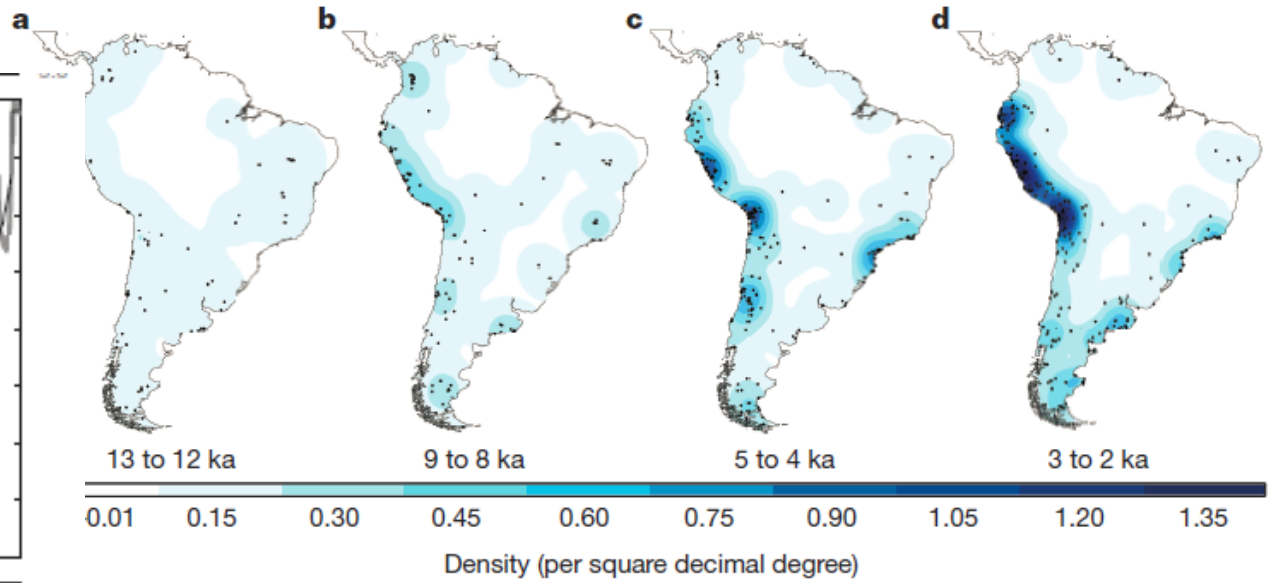 a b c d
13 to 12 ka 9 to 8 ka 5 to 4 ka 3 to 2 ka
0.01 0.15 0.30 0.45 0.60 0.75 0.90 1.05 1.20 1.35
Density (per square decimal degree)